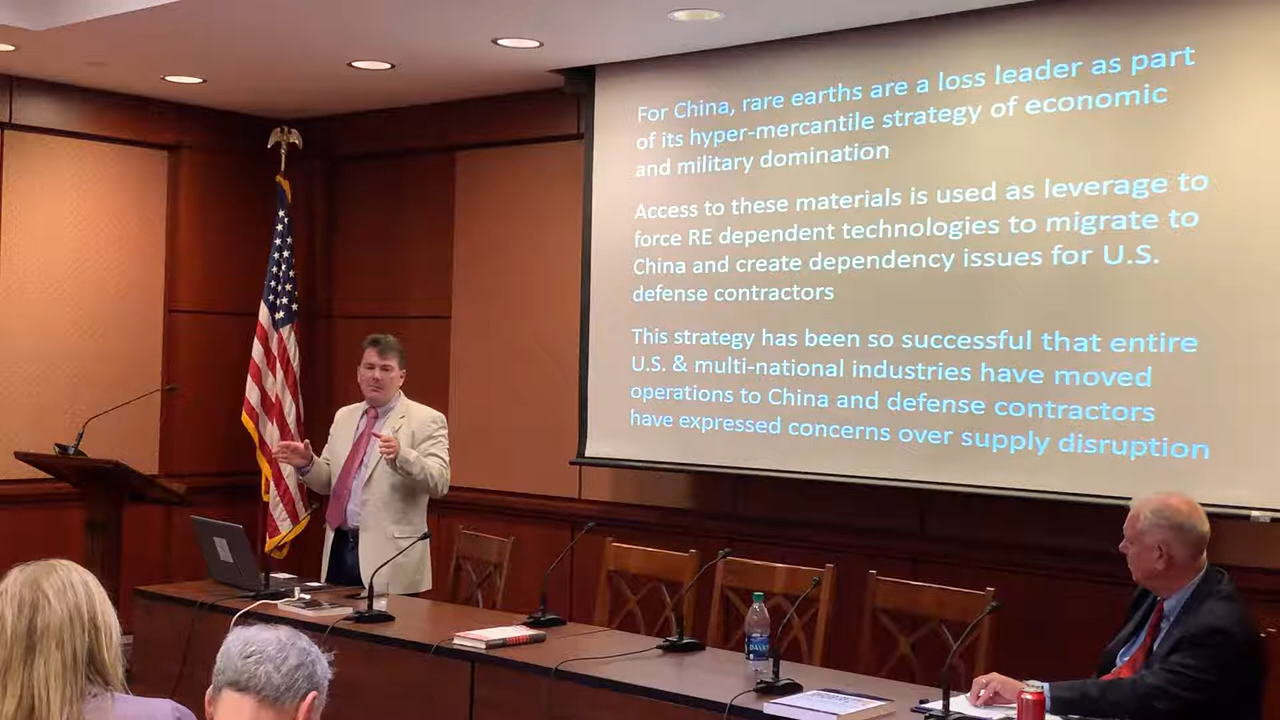 For China, rare earths are a loss leader as part
of its hyper-mercantile strategy of economic
and military domination
Access to these materials is used as leverage to
force RE dependent technologies to migrate to
China and create dependency issues for U.S.
defense contractors
This strategy has been so successful that entire
U.S. & multi-national industries have moved
operations to China and defense contractors
have expressed concerns over supply disruption